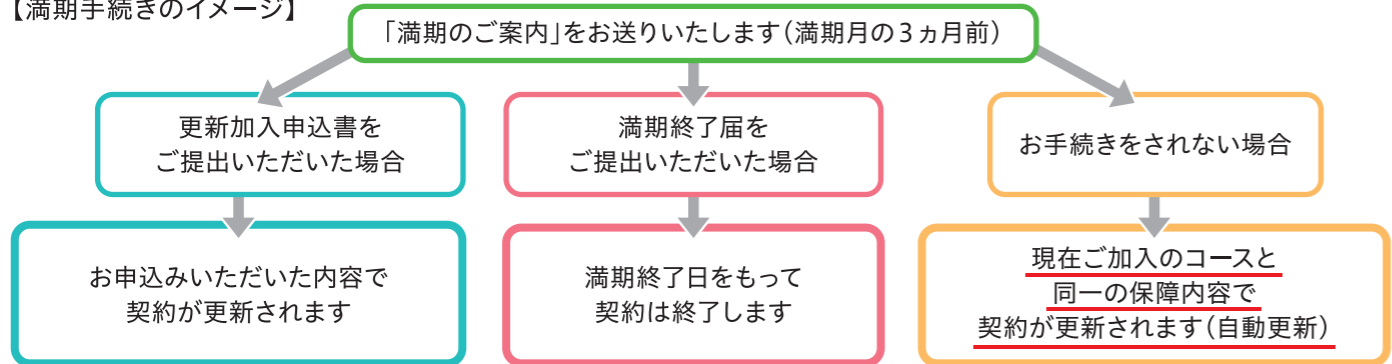 【満期手続きのイメージ】
「満期のご案内」をお送りいたします(満期月の3ヵ月前)
更新加入申込書を
ご提出いただいた場合
満期終了届を
ご提出いただいた場合
お手続きをされない場合
お申込みいただいた内容で
契約が更新されます
満期終了日をもって
契約は終了します
現在ご加入のコースと
同一の保障内容で
契約が更新されます(自動更新)